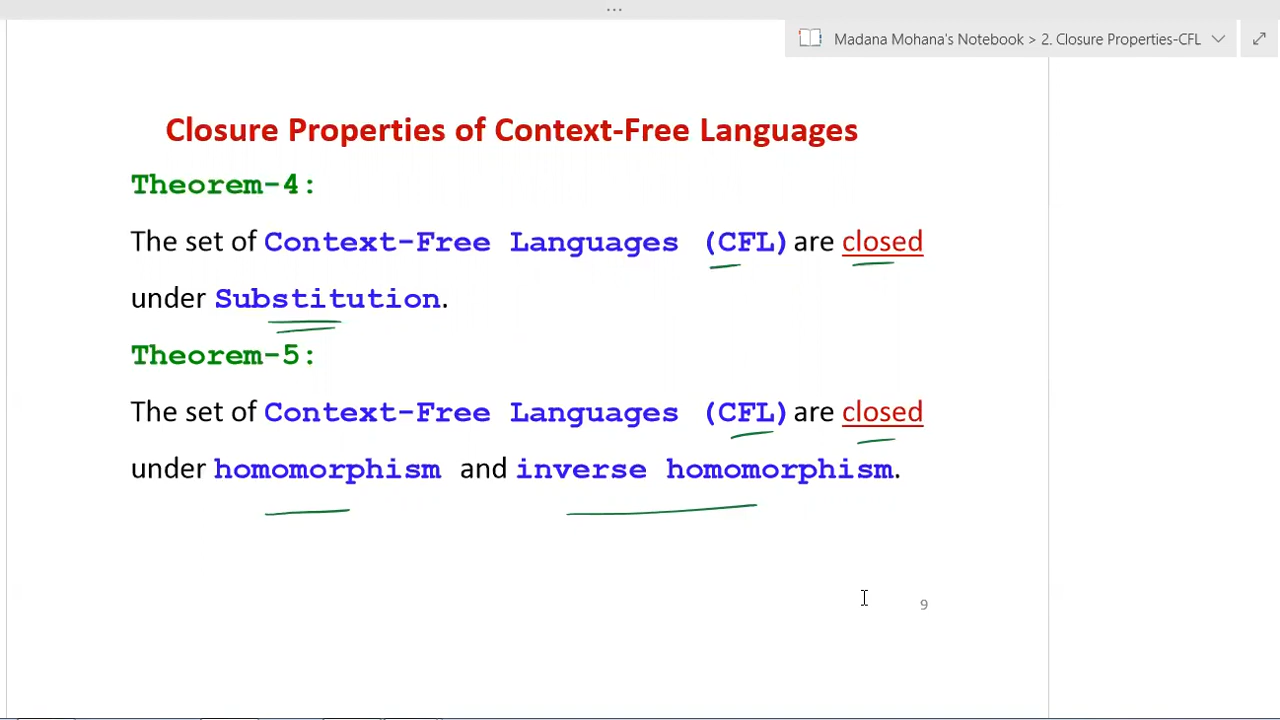 ...
Madana Mohana's Notebook > 2. Closure Properties-CFL
Closure Properties of Context-Free Languages
Theorem-4:
The set of Context-Free Languages (CFL) are closed
under Substitution.
Theorem-5:
The set of Context-Free Languages (CFL) are closed
under homomorphism and inverse homomorphism.
9